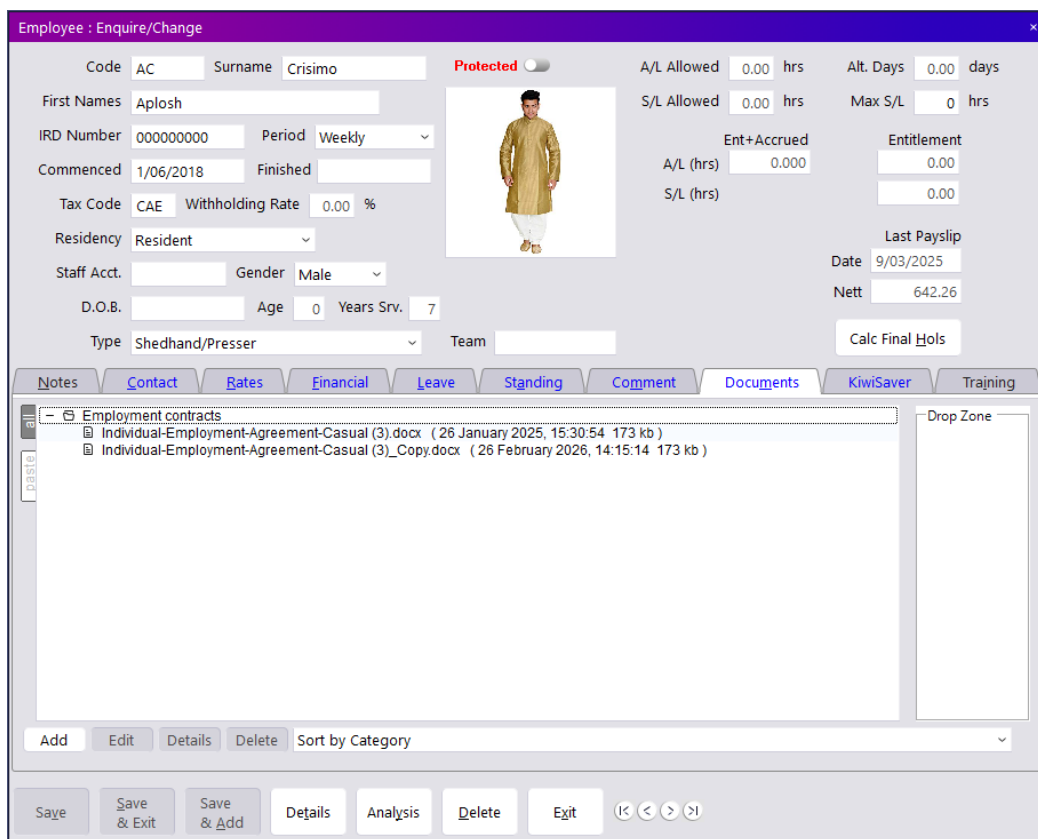 Employee : Enquire/Change ×
Code AC Surname Crisimo Protected A/L Allowed 0.00 hrs Alt. Days 0.00 days
First Names Aplosh S/L Allowed 0.00 hrs Max S/L 0 hrs
IRD Number 000000000 Period Weekly Ent+Accrued Entitlement
Commenced 1/06/2018 Finished A/L (hrs) 0.000 0.00
Tax Code CAE Withholding Rate 0.00 % S/L (hrs) 0.00
Residency Resident Last Payslip
Staff Acct. Gender Male Date 9/03/2025
D.O.B. Age 0 Years Srv. 7 Nett 642.26
Type Shedhand/Presser Team Calc Final Hols
Notes Contact Rates Financial Leave Standing Comment Documents KiwiSaver Training
all
paste
Employment contracts
Individual-Employment-Agreement-Casual (3).docx ( 26 January 2025, 15:30:54 173 kb )
Individual-Employment-Agreement-Casual (3)_Copy.docx ( 26 February 2026, 14:15:14 173 kb )
Drop Zone
Add Edit Details Delete Sort by Category
Save Save & Exit Save & Add Details Analysis Delete Exit